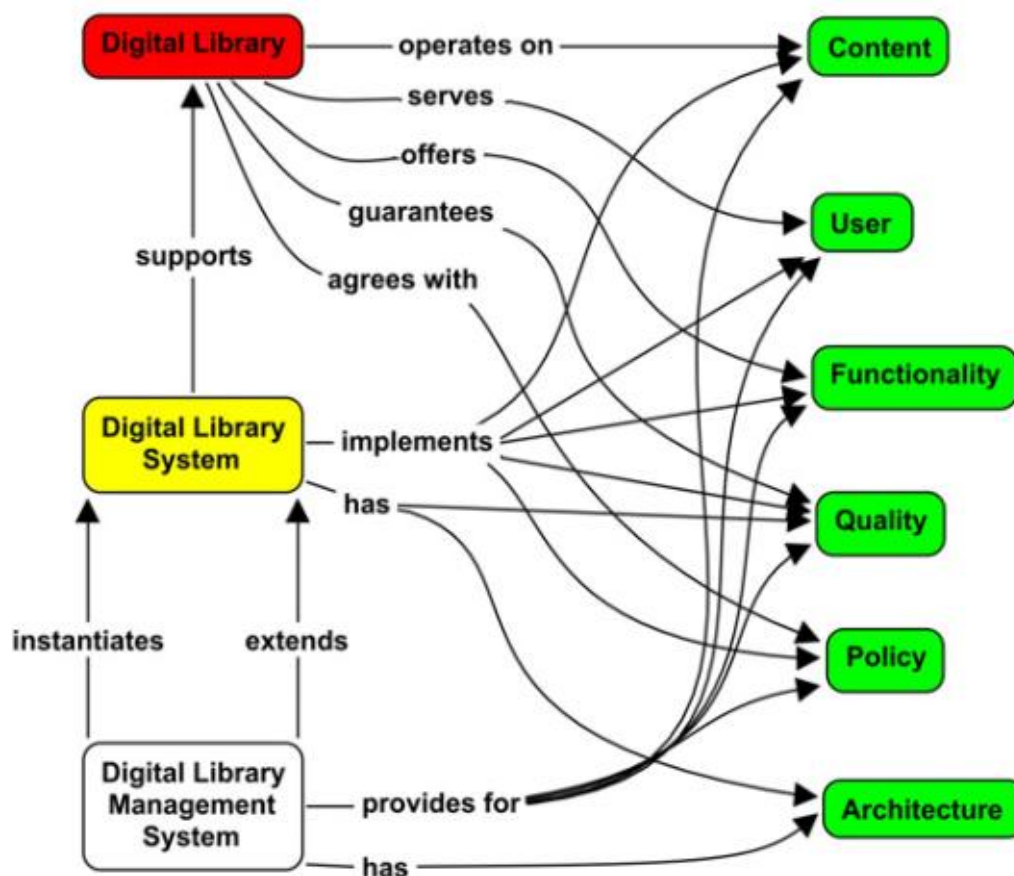 Digital Library
operates on
Content
serves
offers
guarantees
User
supports
agrees with
Functionality
Digital Library
System
implements
has
Quality
instantiates
extends
Policy
Digital Library
Management
System
provides for
Architecture
has